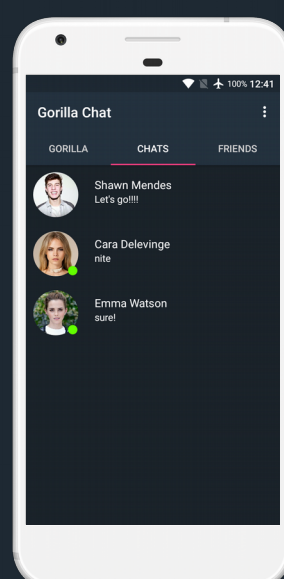 100% 12:41
Gorilla Chat
GORILLA CHATS FRIENDS
Shawn Mendes
Let's go!!!!
Cara Delevinge
nite
Emma Watson
sure!